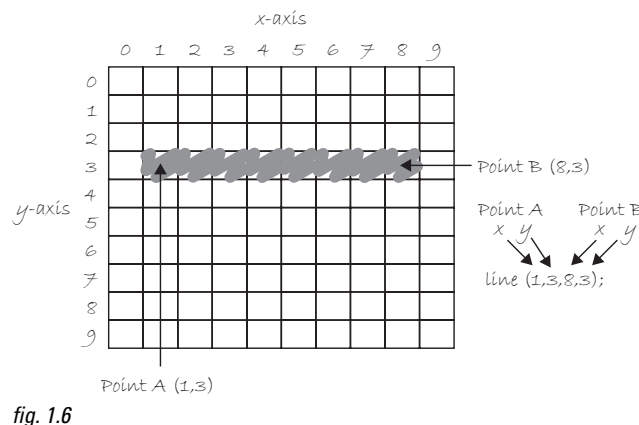 x-axis
0 1 2 3 4 5 6 7 8 9
0
1
2
3
4
5
6
7
8
9
y-axis
Point B (8,3)
Point A Point B
x y x y
line (1,3,8,3);
Point A (1,3)
fig. 1.6